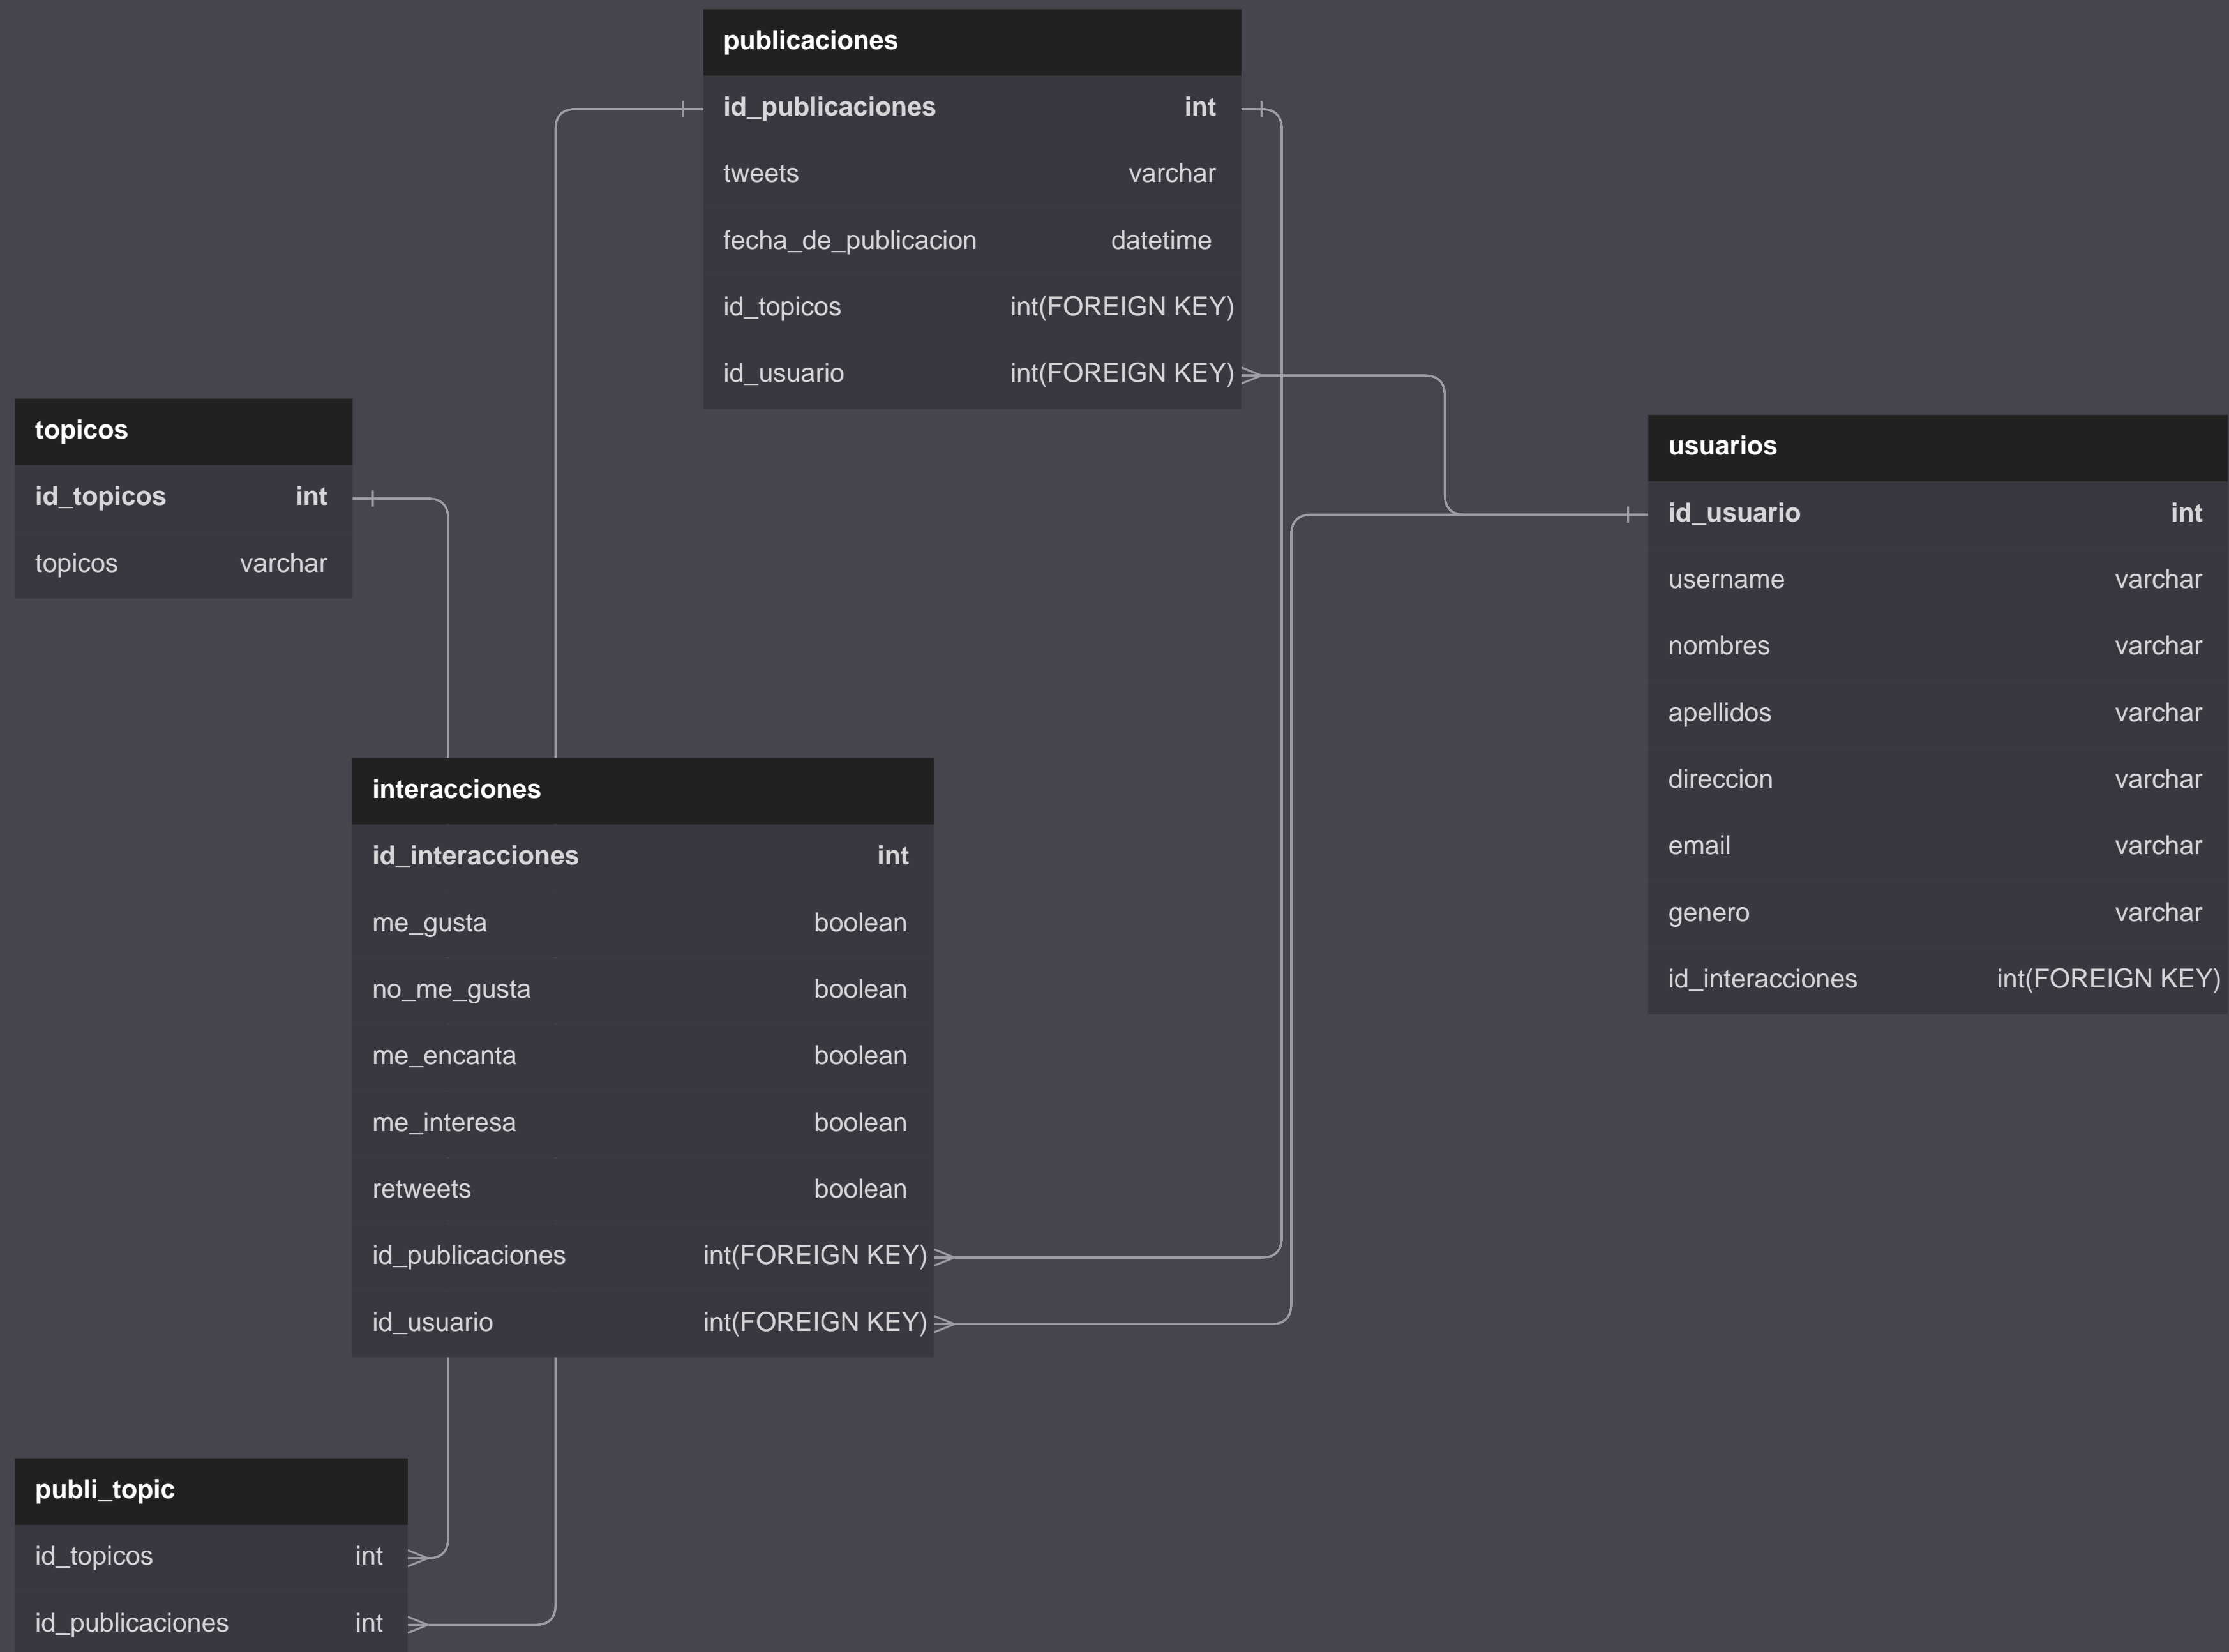 publicaciones
id_publicaciones int
tweets varchar
fecha_de_publicacion datetime
id_topicos int(FOREIGN KEY)
id_usuario int(FOREIGN KEY)
topicos
id_topicos int
topicos varchar
usuarios
id_usuario int
username varchar
nombres varchar
apellidos varchar
direccion varchar
email varchar
genero varchar
id_interacciones int(FOREIGN KEY)
interacciones
id_interacciones int
me_gusta boolean
no_me_gusta boolean
me_encanta boolean
me_interesa boolean
retweets boolean
id_publicaciones int(FOREIGN KEY)
id_usuario int(FOREIGN KEY)
publi_topic
id_topicos int
id_publicaciones int